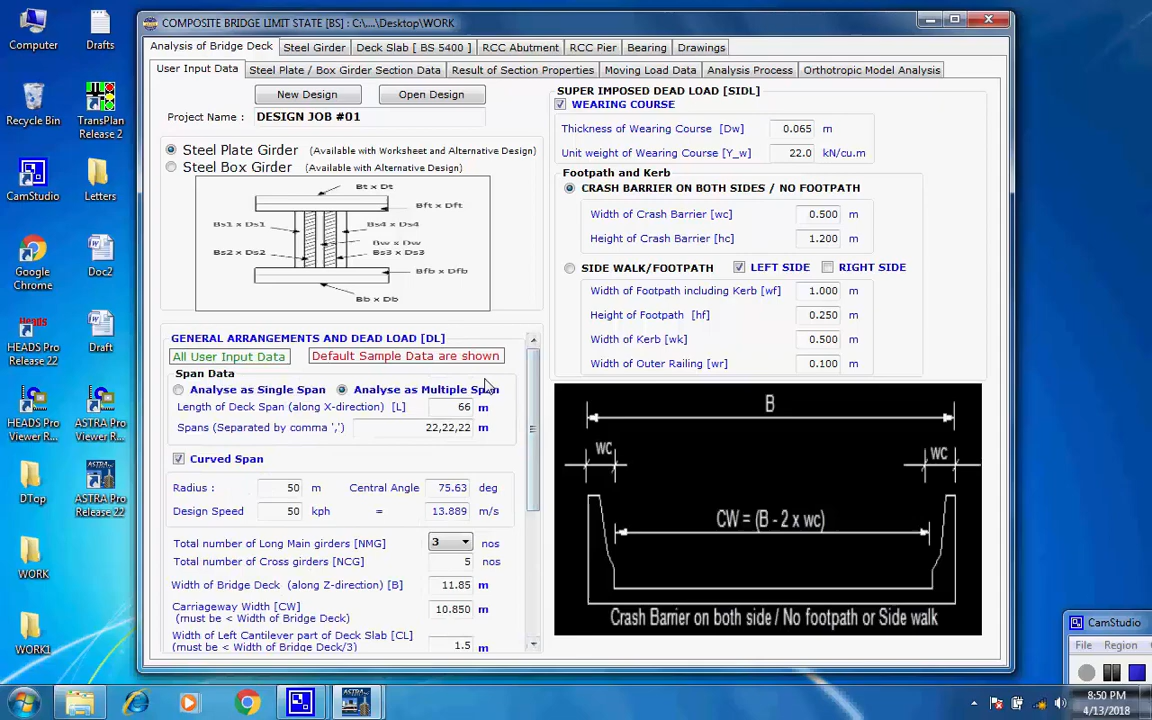 Computer
Drafts
Recycle Bin
TransPlan
Release 2
CamStudio
Letters
Google
Chrome
Doc2
HEADS Pro
Release 22
Draft
HEADS Pro
Viewer R...
ASTRA Pro
Viewer R...
DTop
ASTRA Pro
Release 22
WORK
WORK1
COMPOSITE BRIDGE LIMIT STATE [BS] : C:\...\Desktop\WORK
Analysis of Bridge Deck
Steel Girder
Deck Slab [ BS 5400 ]
RCC Abutment
RCC Pier
Bearing
Drawings
User Input Data
Steel Plate / Box Girder Section Data
Result of Section Properties
Moving Load Data
Analysis Process
Orthotropic Model Analysis
New Design
Open Design
Project Name :
DESIGN JOB #01
Steel Plate Girder
(Available with Worksheet and Alternative Design)
Steel Box Girder
(Available with Alternative Design)
Bt x Dt
Bft x Dft
Bs1 x Ds1
Bs4 x Ds4
Bw x Dw
Bs2 x Ds2
Bs3 x Ds3
Bfb x Dfb
Bb x Db
GENERAL ARRANGEMENTS AND DEAD LOAD [DL]
All User Input Data
Default Sample Data are shown
Span Data
Analyse as Single Span
Analyse as Multiple Span
Length of Deck Span (along X-direction) [L]
66
m
Spans (Separated by comma ',')
22,22,22
m
Curved Span
Radius :
50
m
Central Angle
75.63
deg
Design Speed
50
kph
=
13.889
m/s
Total number of Long Main girders [NMG]
3
nos
Total number of Cross girders [NCG]
5
nos
Width of Bridge Deck (along Z-direction) [B]
11.85
m
Carriageway Width [CW]
(must be < Width of Bridge Deck)
10.850
m
Width of Left Cantilever part of Deck Slab [CL]
(must be < Width of Bridge Deck/3)
1.5
m
SUPER IMPOSED DEAD LOAD [SIDL]
WEARING COURSE
Thickness of Wearing Course [Dw]
0.065
m
Unit weight of Wearing Course [Y_w]
22.0
kN/cu.m
Footpath and Kerb
CRASH BARRIER ON BOTH SIDES / NO FOOTPATH
Width of Crash Barrier [wc]
0.500
m
Height of Crash Barrier [hc]
1.200
m
SIDE WALK/FOOTPATH
LEFT SIDE
RIGHT SIDE
Width of Footpath including Kerb [wf]
1.000
m
Height of Footpath [hf]
0.250
m
Width of Kerb [wk]
0.500
m
Width of Outer Railing [wr]
0.100
m
B
wc
wc
CW = (B - 2 x wc)
Crash Barrier on both side / No footpath or Side walk
CamStudio
File
Region
8:50 PM
4/13/2018